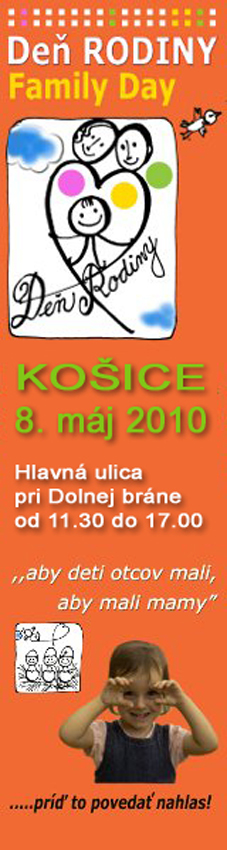 Deň RODINY
Family Day
Deň Rodiny
KOŠICE
8. máj 2010
Hlavná ulica
pri Dolnej bráne
od 11.30 do 17.00
,,aby deti otcov mali,
aby mali mamy”
.....príď to povedať nahlas!